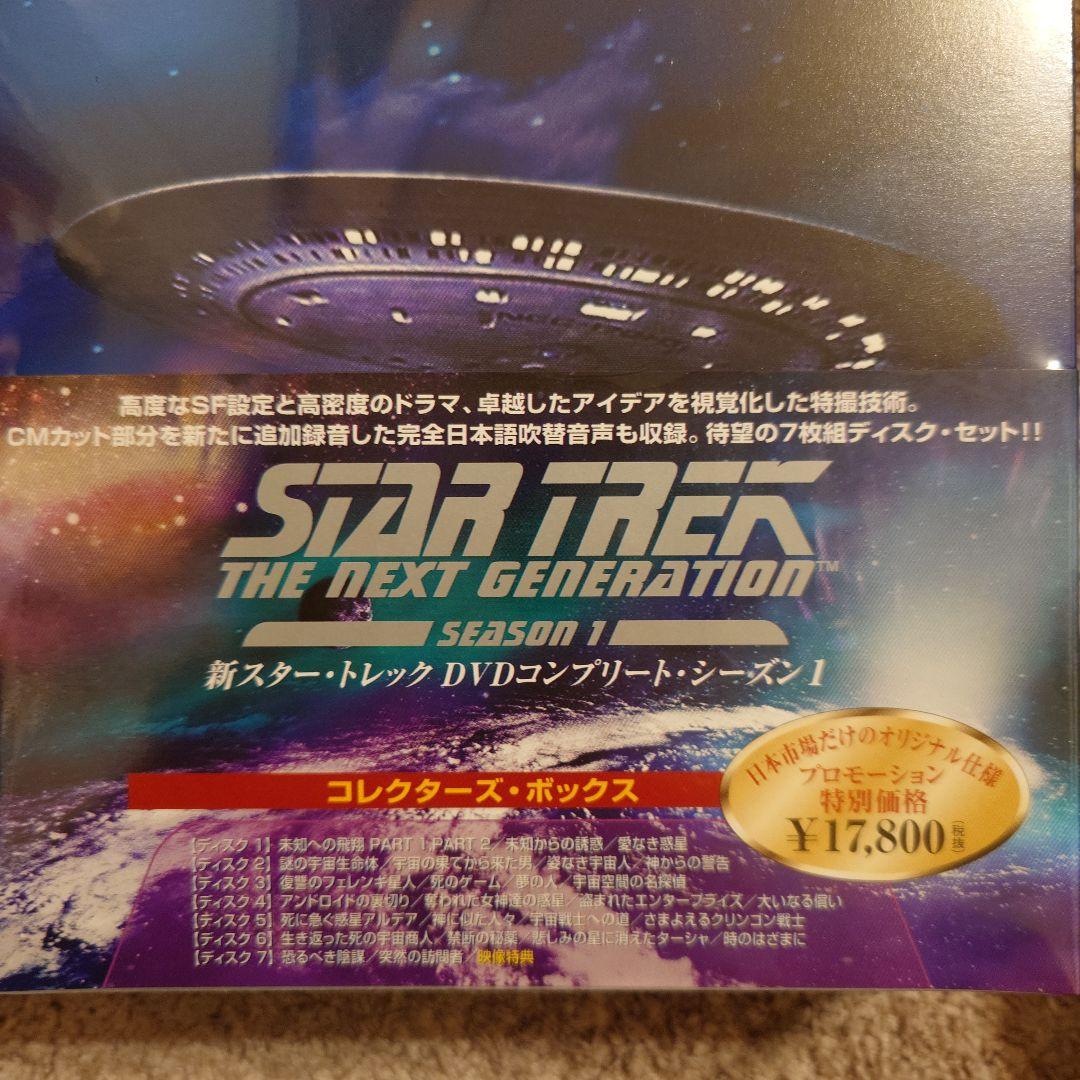 高度なSF設定と高密度のドラマ、卓越したアイデアを視覚化した特撮技術。
CMカット部分を新たに追加録音した完全日本語吹替音声も収録。待望の7枚組ディスク・セット!!
STAR TREK
THE NEXT GENERATION™
SEASON 1
新スター・トレック DVDコンプリート・シーズン1
コレクターズ・ボックス
日本市場だけのオリジナル仕様
プロモーション
特別価格
¥17,800(税抜)
【ディスク 1】未知への飛翔 PART 1,PART 2/未知からの誘惑/愛なき惑星
【ディスク 2】謎の宇宙生命体/宇宙の果てから来た男/姿なき宇宙人/神からの警告
【ディスク 3】復讐のフェレンギ星人/死のゲーム/夢の人/宇宙空間の名探偵
【ディスク 4】アンドロイドの裏切り/奪われた女神達の惑星/盗まれたエンタープライズ/大いなる償い
【ディスク 5】死に急ぐ惑星アルデア/神に似た人々/宇宙戦士への道/さまよえるクリンゴン戦士
【ディスク 6】生き返った死の宇宙商人/禁断の秘薬/悲しみの星に消えたターシャ/時のはざまに
【ディスク 7】恐るべき陰謀/突然の訪問者/映像特典